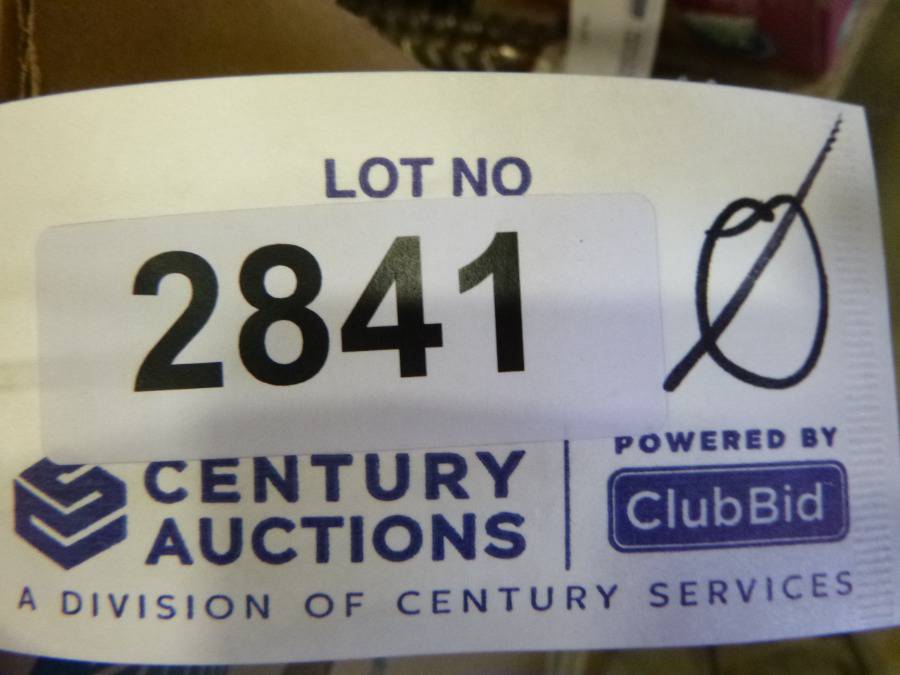 LOT NO
2841
Ø
CENTURY
AUCTIONS
POWERED BY
ClubBid
A DIVISION OF CENTURY SERVICES